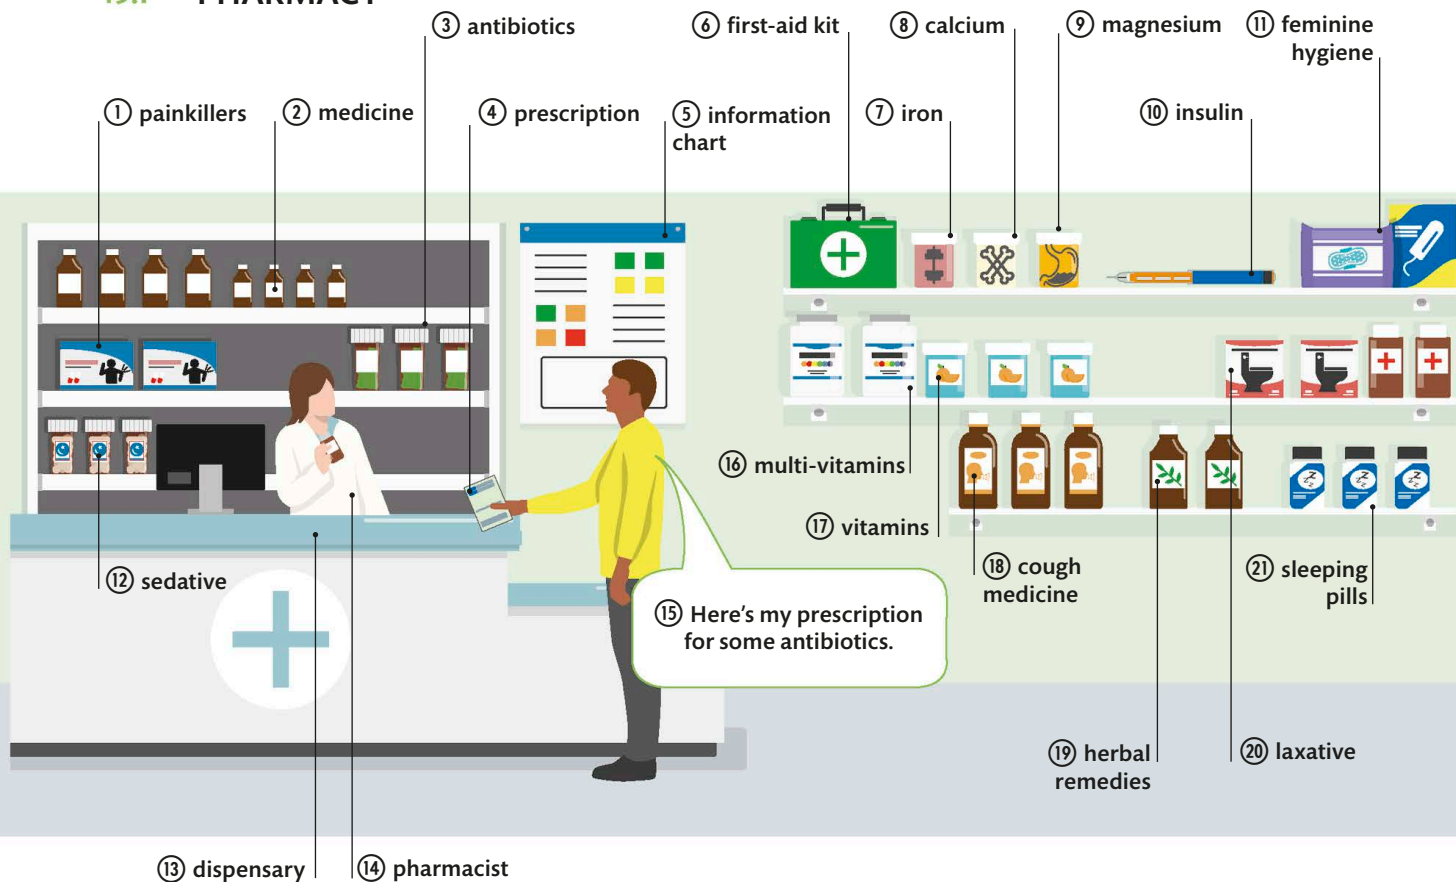 PHARMACY
③ antibiotics
⑥ first-aid kit
⑧ calcium
⑨ magnesium
⑪ feminine
hygiene
① painkillers
② medicine
④ prescription
⑤ information
chart
⑦ iron
⑩ insulin
⑯ multi-vitamins
⑰ vitamins
⑫ sedative
⑱ cough
medicine
㉑ sleeping
pills
⑮ Here's my prescription
for some antibiotics.
⑲ herbal
remedies
⑳ laxative
⑬ dispensary
⑭ pharmacist